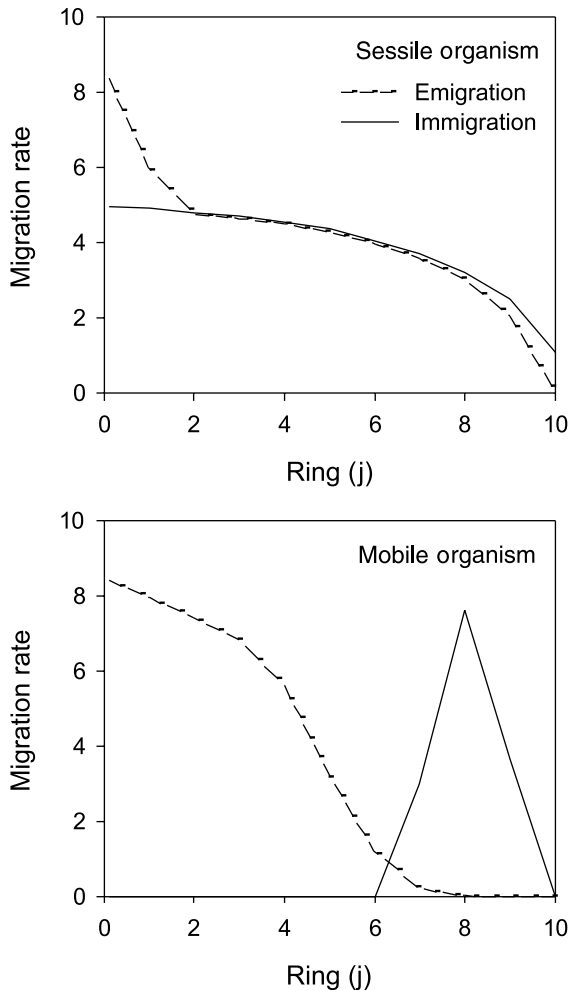 10
Sessile organism
8
Emigration
Immigration
6
Migration rate
4
2
0
0 2 4 6 8 10
Ring (j)
10
Mobile organism
8
6
Migration rate
4
2
0
0 2 4 6 8 10
Ring (j)